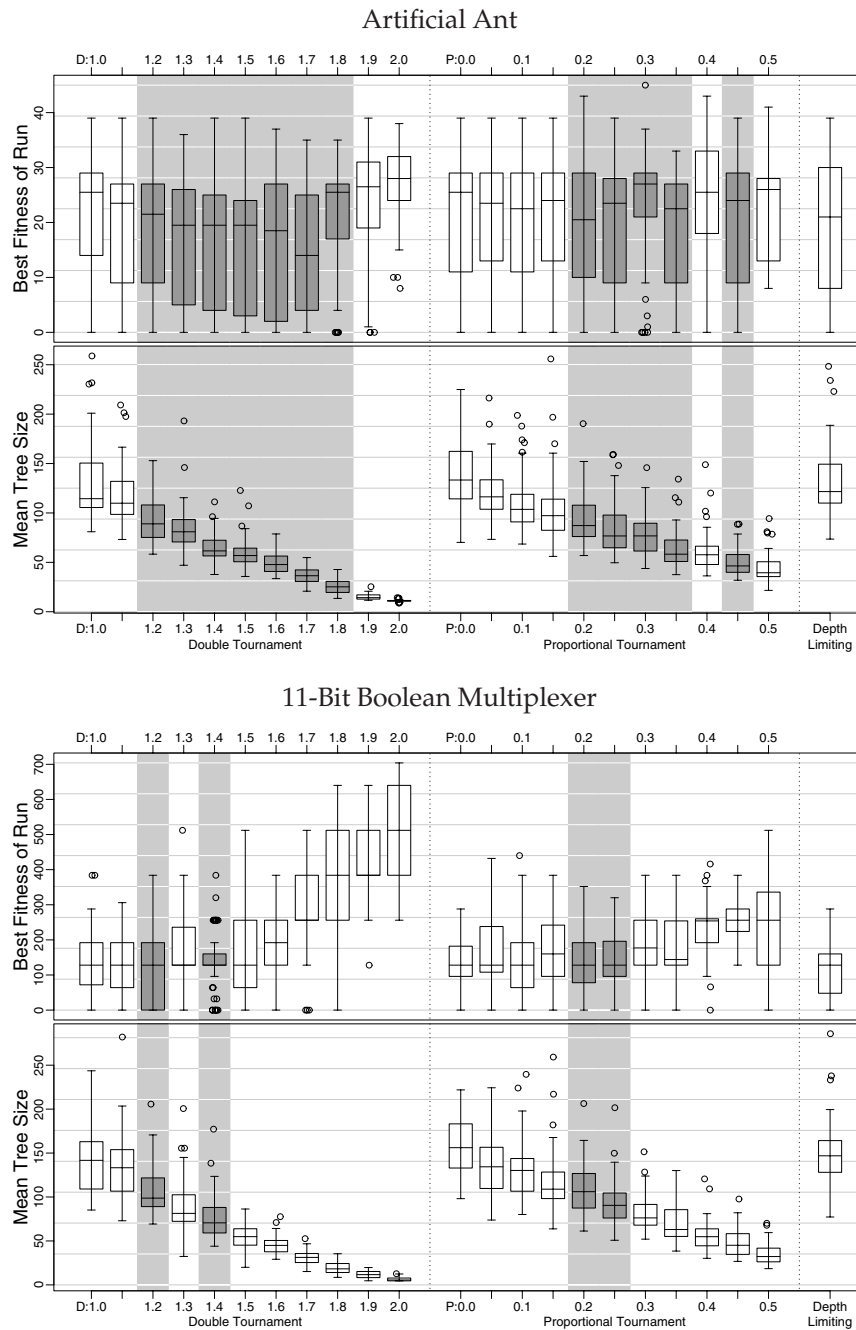 Artificial Ant
D:1.0 1.2 1.3 1.4 1.5 1.6 1.7 1.8 1.9 2.0 P:0.0 0.1 0.2 0.3 0.4 0.5
Best Fitness of Run
40
30
20
10
0
Mean Tree Size
250
200
150
100
50
0
D:1.0 1.2 1.3 1.4 1.5 1.6 1.7 1.8 1.9 2.0 P:0.0 0.1 0.2 0.3 0.4 0.5 Depth
Double Tournament Proportional Tournament Limiting
11-Bit Boolean Multiplexer
D:1.0 1.2 1.3 1.4 1.5 1.6 1.7 1.8 1.9 2.0 P:0.0 0.1 0.2 0.3 0.4 0.5
Best Fitness of Run
700
600
500
400
300
200
100
0
Mean Tree Size
250
200
150
100
50
0
D:1.0 1.2 1.3 1.4 1.5 1.6 1.7 1.8 1.9 2.0 P:0.0 0.1 0.2 0.3 0.4 0.5 Depth
Double Tournament Proportional Tournament Limiting